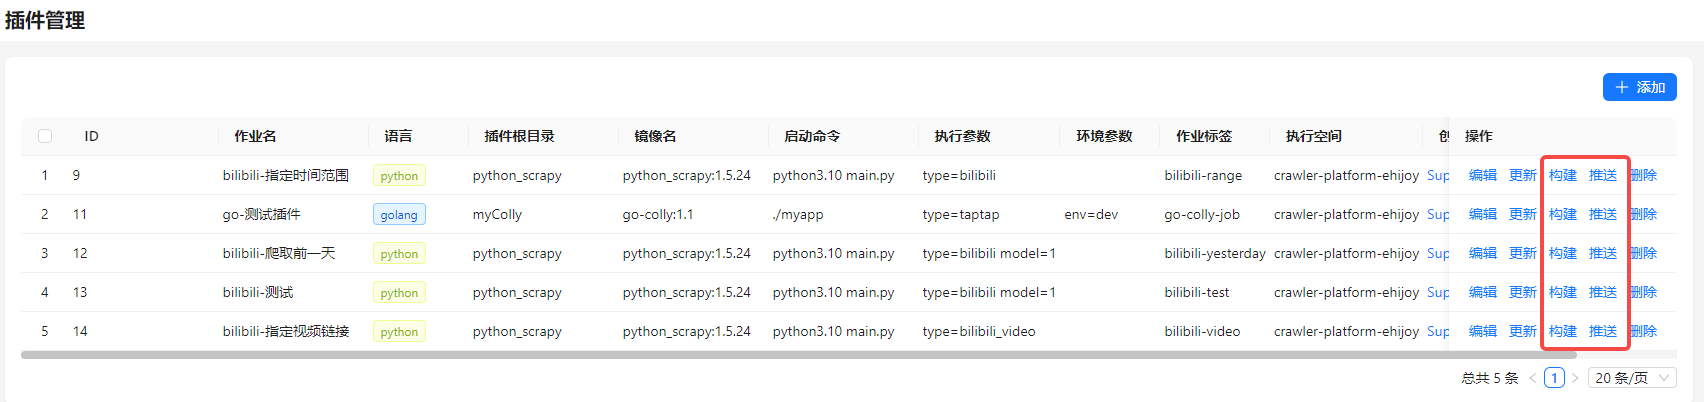 插件管理
添加
ID 作业名 语言 插件根目录 镜像名 启动命令 执行参数 环境参数 作业标签 执行空间 操作
1 9 bilibili-指定时间范围 python python_scrapy python_scrapy:1.5.24 python3.10 main.py type=bilibili bilibili-range crawler-platform-ehijoy Sup 编辑 更新 构建 推送 删除
2 11 go-测试插件 golang myColly go-colly:1.1 ./myapp type=taptap env=dev go-colly-job crawler-platform-ehijoy Sup 编辑 更新 构建 推送 删除
3 12 bilibili-爬取前一天 python python_scrapy python_scrapy:1.5.24 python3.10 main.py type=bilibili model=1 bilibili-yesterday crawler-platform-ehijoy Sup 编辑 更新 构建 推送 删除
4 13 bilibili-测试 python python_scrapy python_scrapy:1.5.24 python3.10 main.py type=bilibili model=1 bilibili-test crawler-platform-ehijoy Sup 编辑 更新 构建 推送 删除
5 14 bilibili-指定视频链接 python python_scrapy python_scrapy:1.5.24 python3.10 main.py type=bilibili_video bilibili-video crawler-platform-ehijoy Sup 编辑 更新 构建 推送 删除
总共 5 条 < 1 > 20 条/页